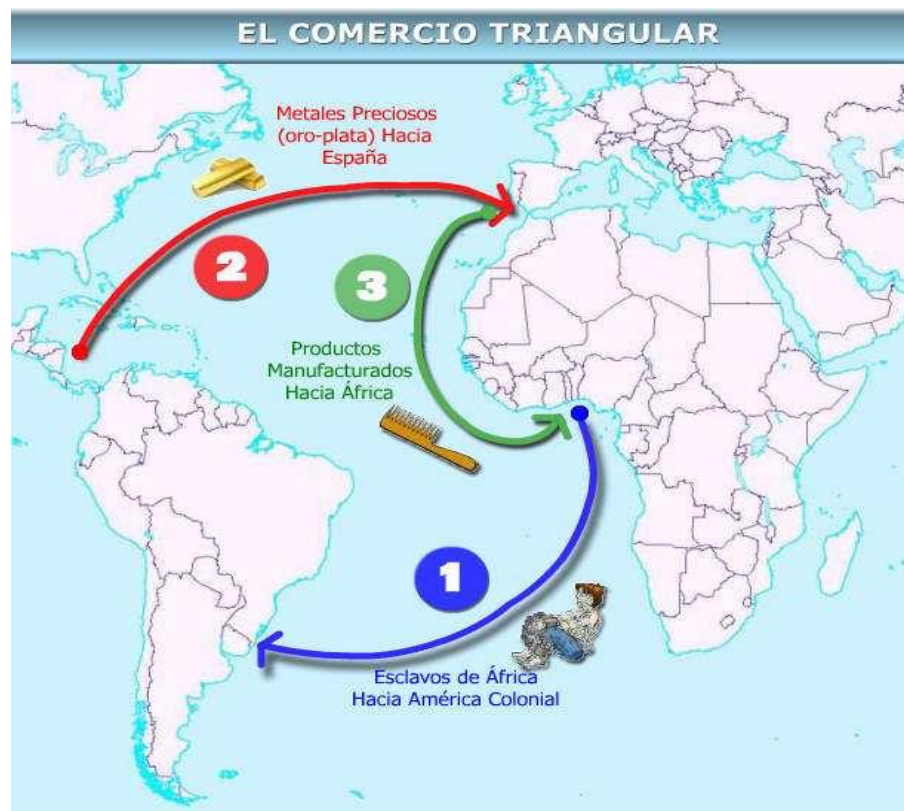 EL COMERCIO TRIANGULAR
Metales Preciosos
(oro-plata) Hacia
España
2
3
Productos
Manufacturados
Hacia África
1
Esclavos de África
Hacia América Colonial